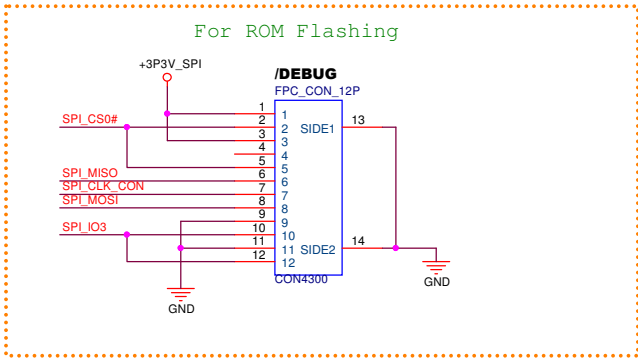 For ROM Flashing
+3P3V_SPI
/DEBUG
FPC_CON_12P
1 1
SPI_CS0# 2 2 SIDE1 13
3 3
4 4
5 5
SPI_MISO 6 6
SPI_CLK_CON 7 7
SPI_MOSI 8 8
9 9
SPI_IO3 10 10
11 11 SIDE2 14
12 12
CON4300
GND
GND